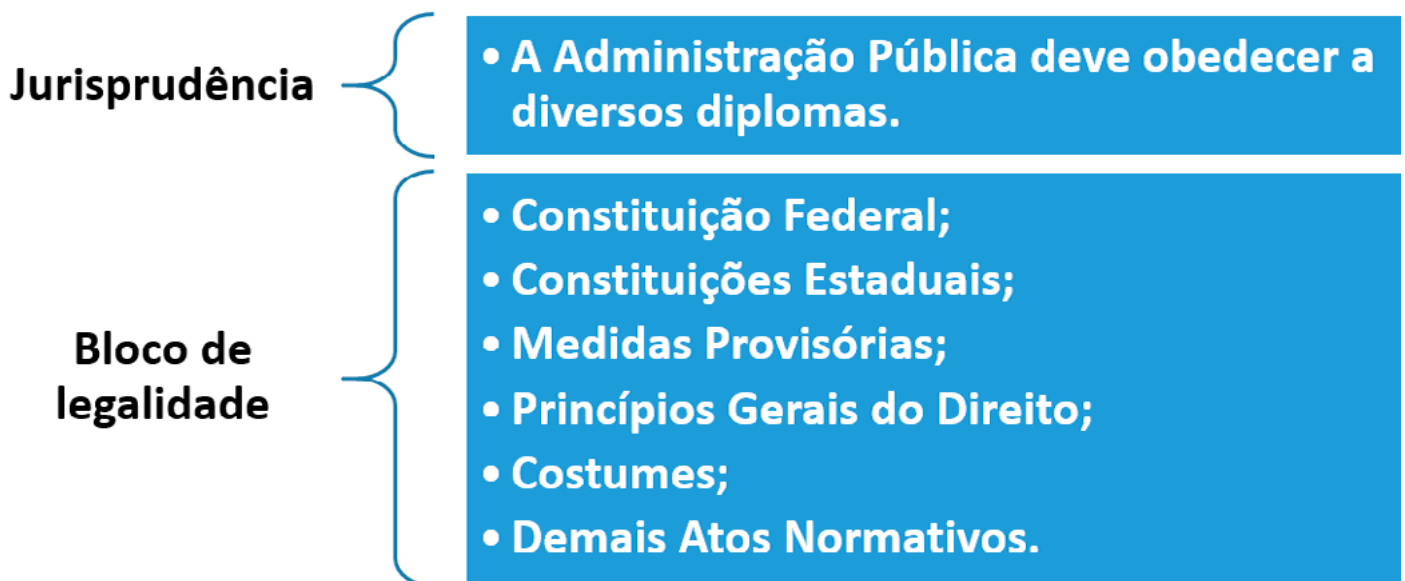 Jurisprudência
• A Administração Pública deve obedecer a
diversos diplomas.
Bloco de
legalidade
• Constituição Federal;
• Constituições Estaduais;
• Medidas Provisórias;
• Princípios Gerais do Direito;
• Costumes;
• Demais Atos Normativos.